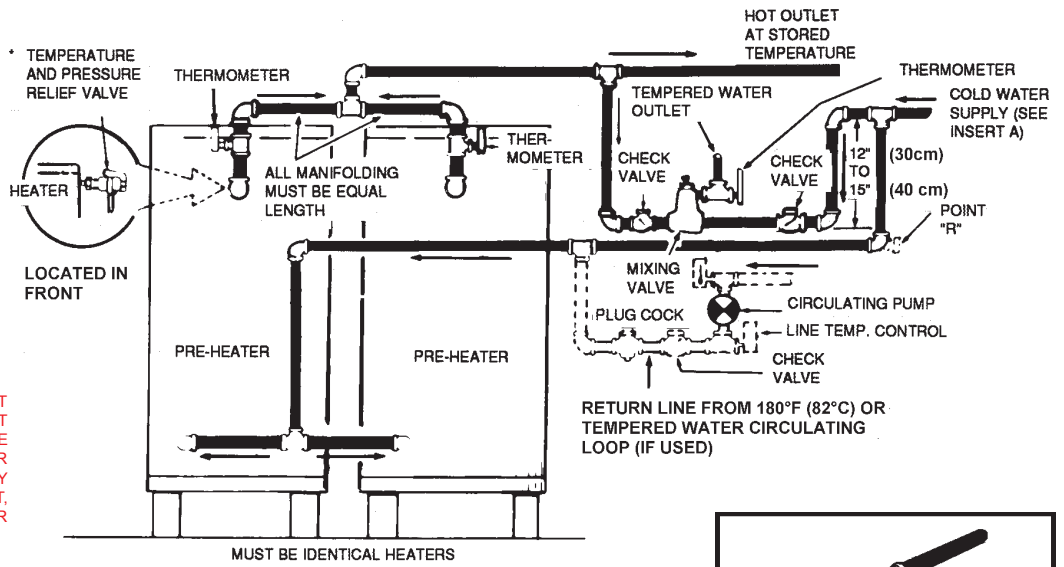 HOT OUTLET
AT STORED
TEMPERATURE
* TEMPERATURE
AND PRESSURE
RELIEF VALVE
THERMOMETER
THERMOMETER
TEMPERED WATER
OUTLET
COLD WATER
SUPPLY (SEE
INSERT A)
THER-
MOMETER
CHECK
VALVE
CHECK
VALVE
12"
TO
15"
(30cm)
(40 cm)
ALL MANIFOLDING
MUST BE EQUAL
LENGTH
HEATER
POINT
"R"
LOCATED IN
FRONT
MIXING
VALVE
PLUG COCK
CIRCULATING PUMP
LINE TEMP. CONTROL
PRE-HEATER
PRE-HEATER
CHECK
VALVE
RETURN LINE FROM 180°F (82°C) OR
TEMPERED WATER CIRCULATING
LOOP (IF USED)
T
T
E
R
Y
T,
R
MUST BE IDENTICAL HEATERS